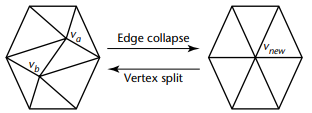 v_a
v_b
Edge collapse
Vertex split
v_new